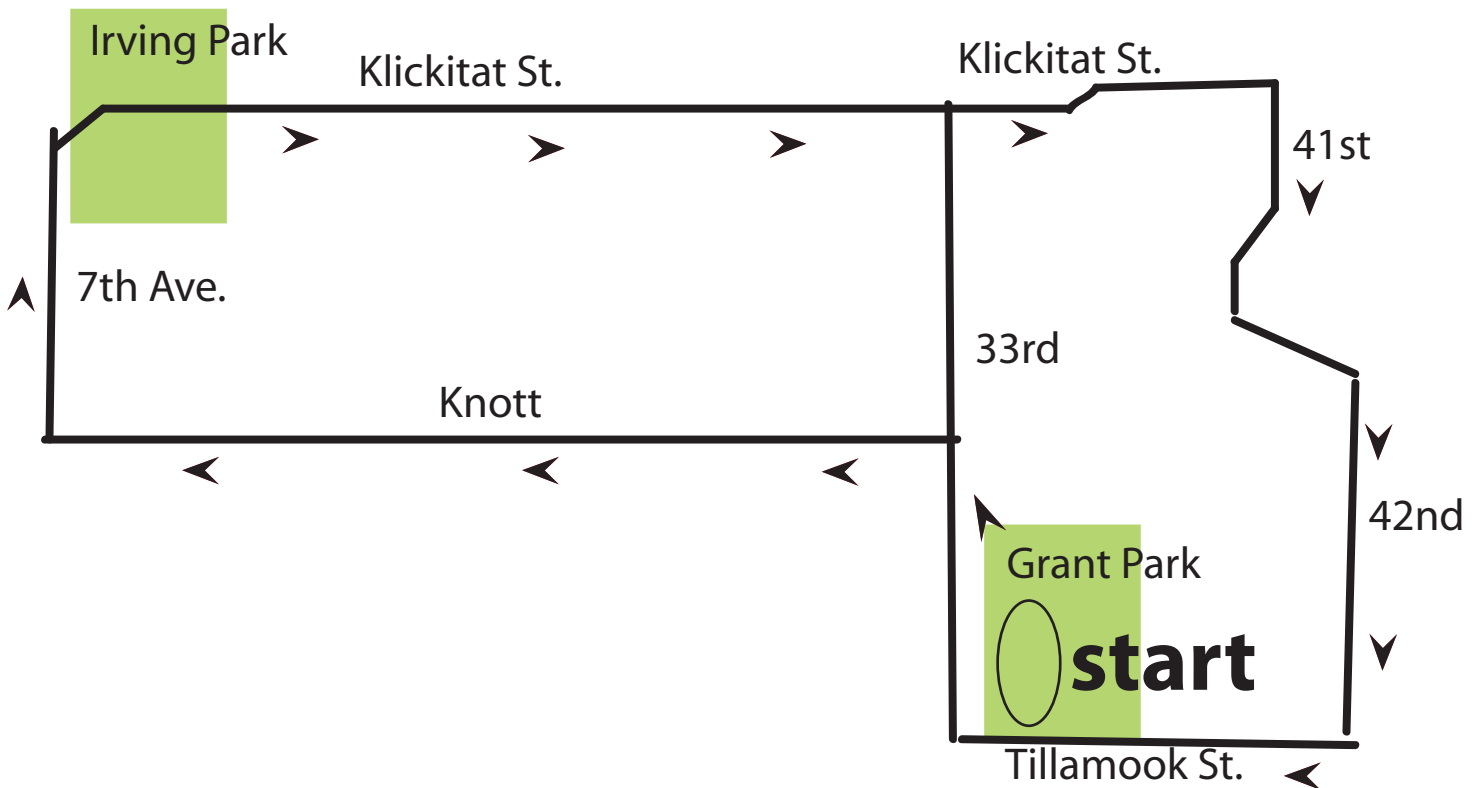 Irving Park
Klickitat St.
Klickitat St.
41st
7th Ave.
33rd
Knott
42nd
Grant Park
start
Tillamook St.